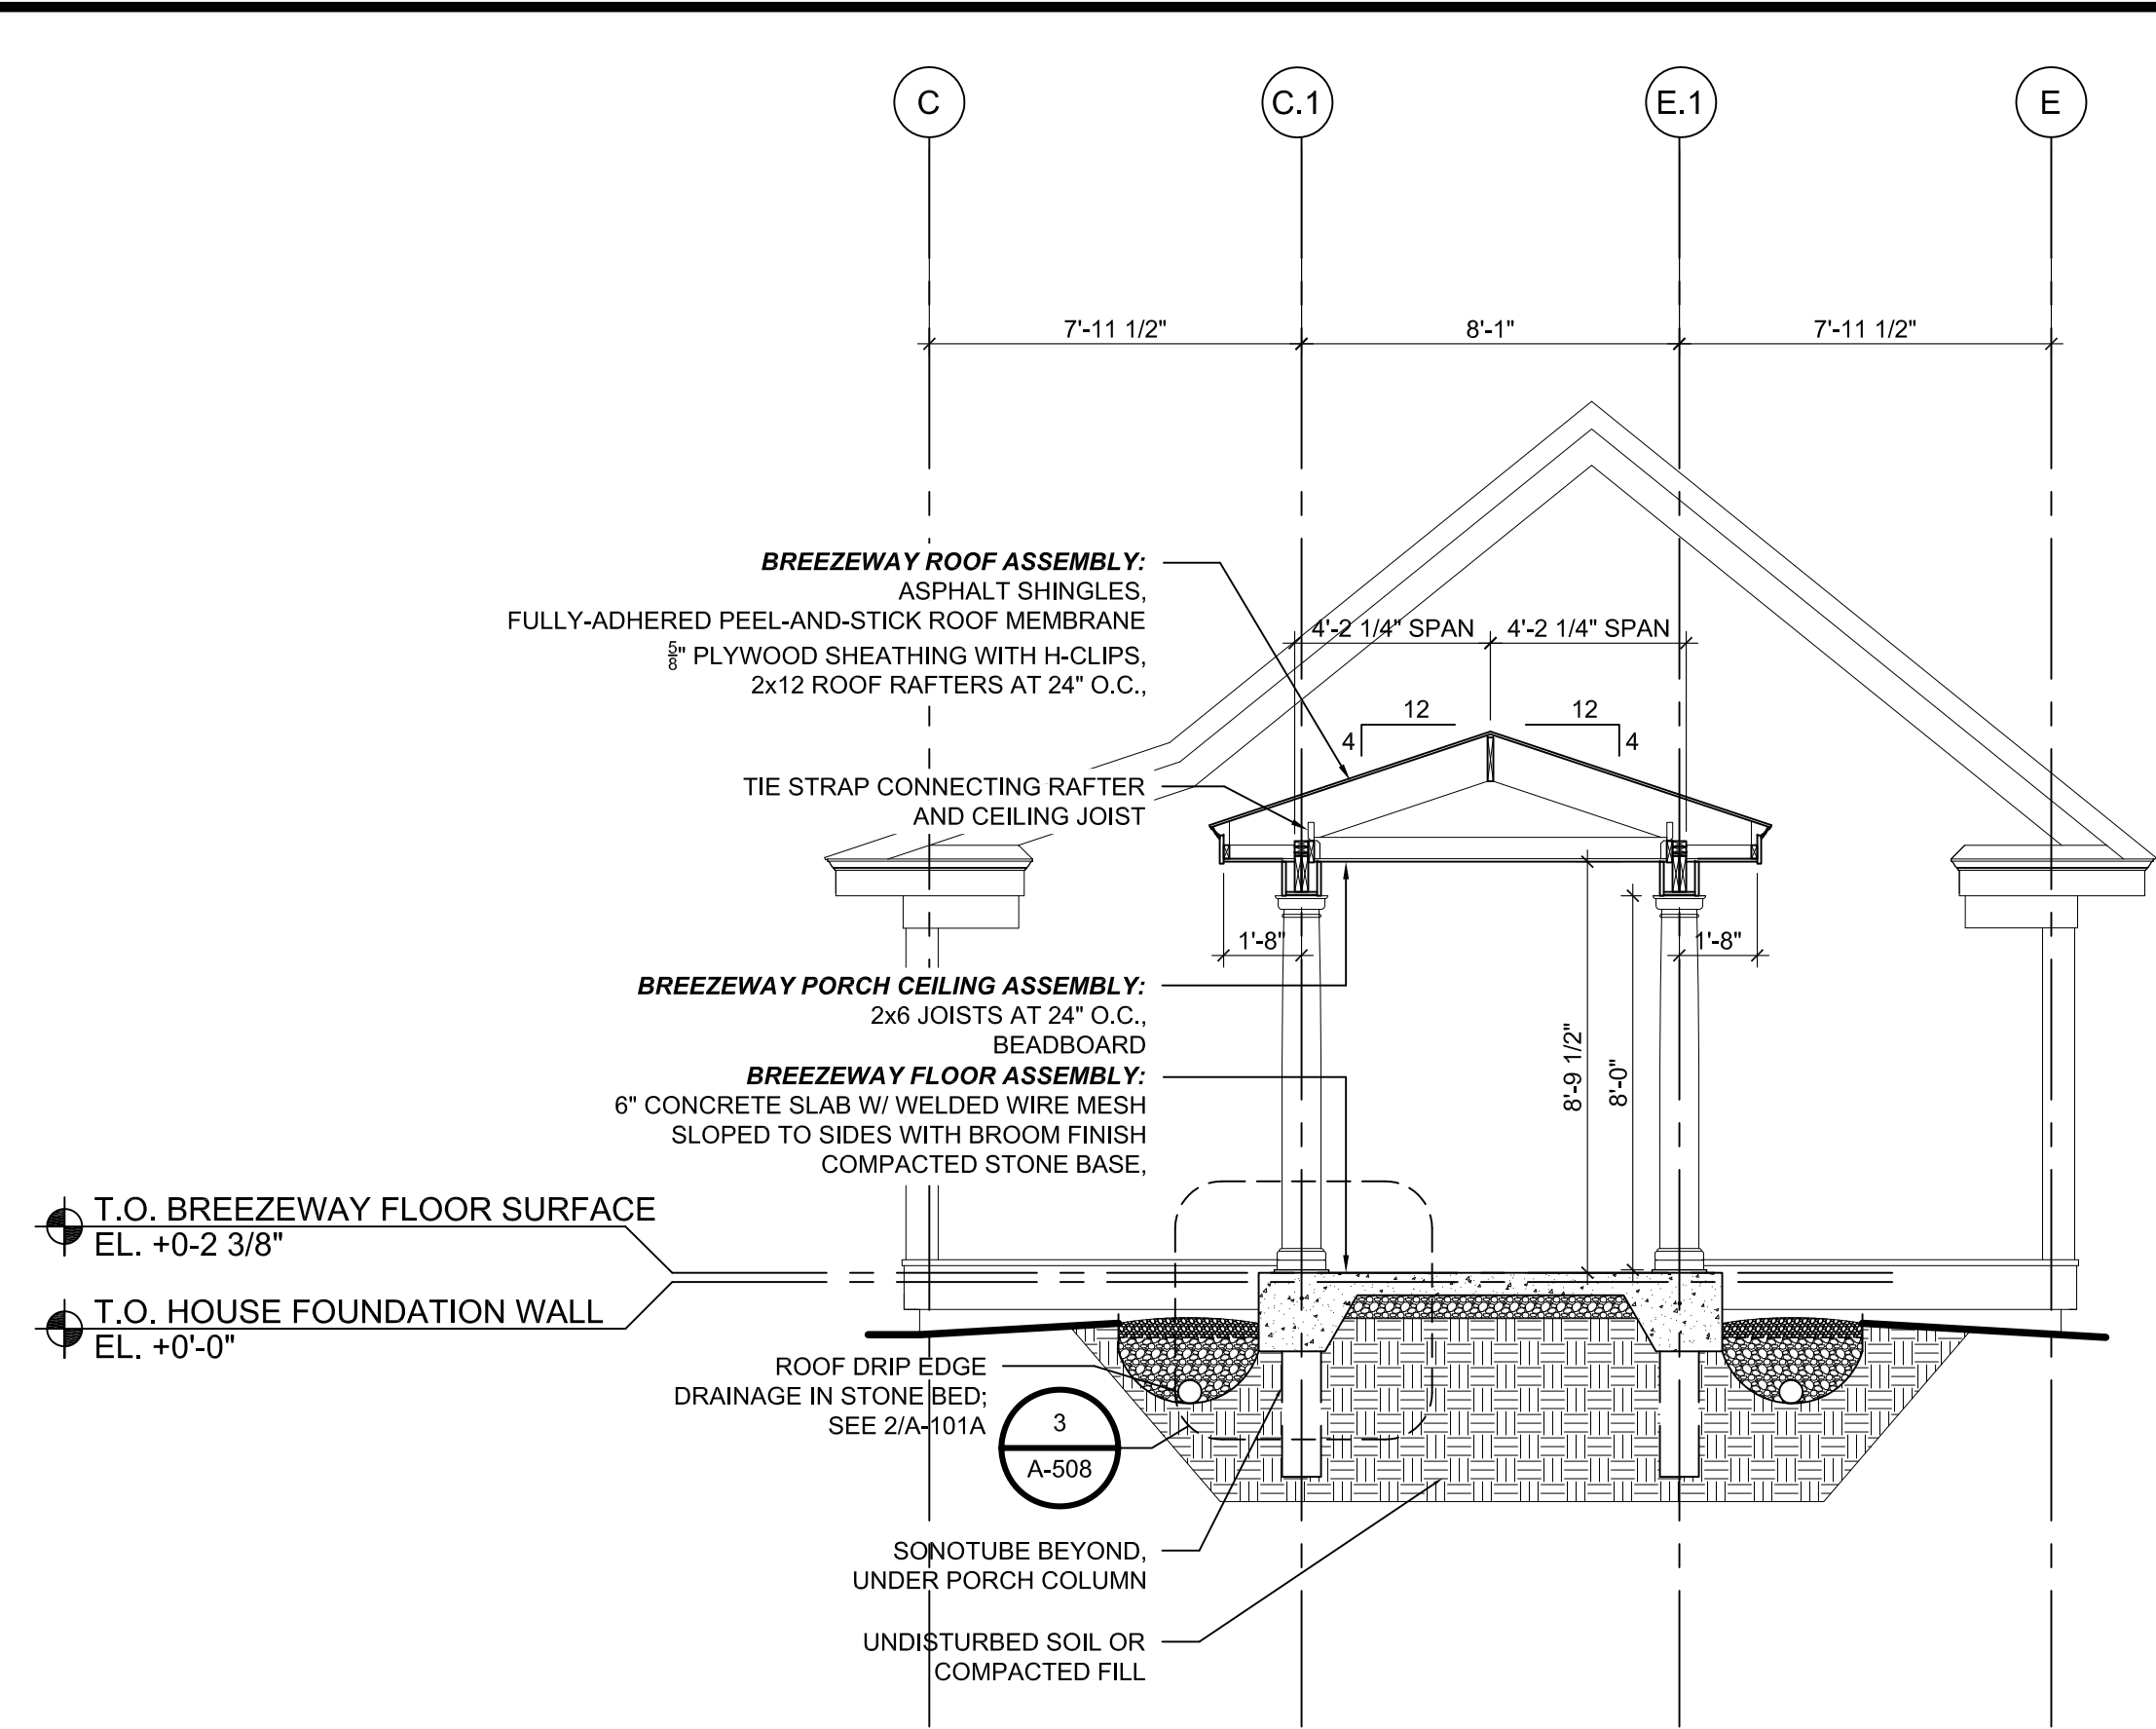 C
C.1
E.1
E
7'-11 1/2"
8'-1"
7'-11 1/2"
BREEZEWAY ROOF ASSEMBLY:
ASPHALT SHINGLES,
FULLY-ADHERED PEEL-AND-STICK ROOF MEMBRANE
5/8" PLYWOOD SHEATHING WITH H-CLIPS,
2x12 ROOF RAFTERS AT 24" O.C.,
4'-2 1/4" SPAN
4'-2 1/4" SPAN
12
12
4
4
TIE STRAP CONNECTING RAFTER
AND CEILING JOIST
1'-8"
1'-8"
BREEZEWAY PORCH CEILING ASSEMBLY:
2x6 JOISTS AT 24" O.C.,
BEADBOARD
8'-9 1/2"
8'-0"
BREEZEWAY FLOOR ASSEMBLY:
6" CONCRETE SLAB W/ WELDED WIRE MESH
SLOPED TO SIDES WITH BROOM FINISH
COMPACTED STONE BASE,
T.O. BREEZEWAY FLOOR SURFACE
EL. +0-2 3/8"
T.O. HOUSE FOUNDATION WALL
EL. +0'-0"
ROOF DRIP EDGE
DRAINAGE IN STONE BED;
SEE 2/A-101A
3
A-508
SONOTUBE BEYOND,
UNDER PORCH COLUMN
UNDISTURBED SOIL OR
COMPACTED FILL